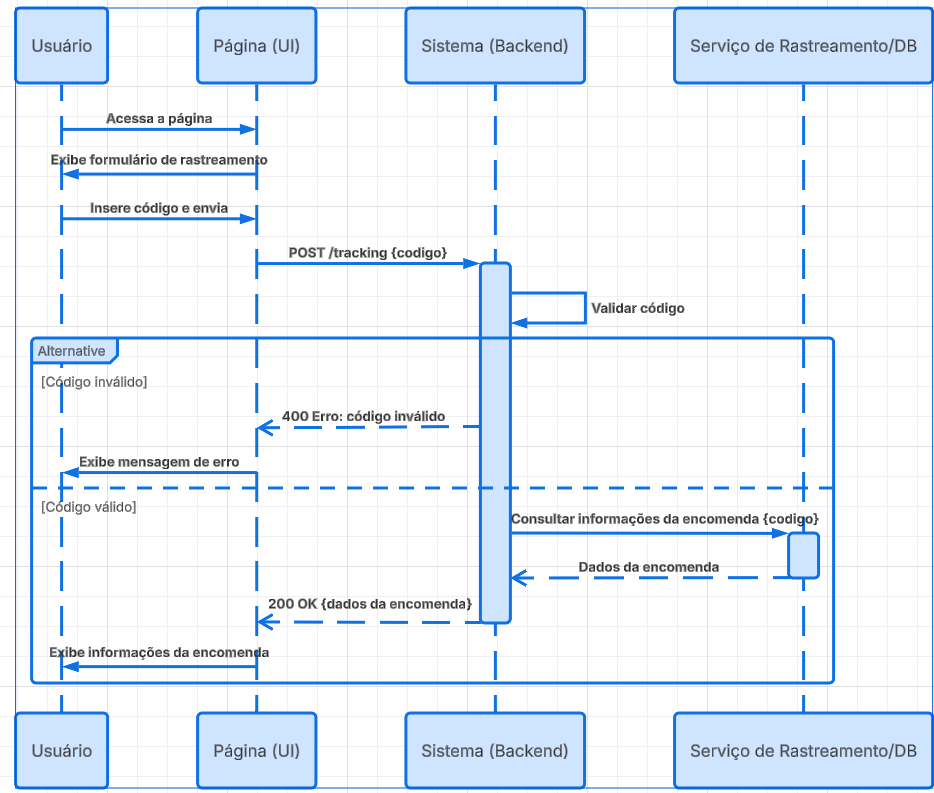 Usuário
Página (UI)
Sistema (Backend)
Serviço de Rastreamento/DB
Acessa a página
Exibe formulário de rastreamento
Insere código e envia
POST /tracking {codigo}
Validar código
Alternative
[Código inválido]
400 Erro: código inválido
Exibe mensagem de erro
[Código válido]
Consultar informações da encomenda {codigo}
Dados da encomenda
200 OK {dados da encomenda}
Exibe informações da encomenda
Usuário
Página (UI)
Sistema (Backend)
Serviço de Rastreamento/DB